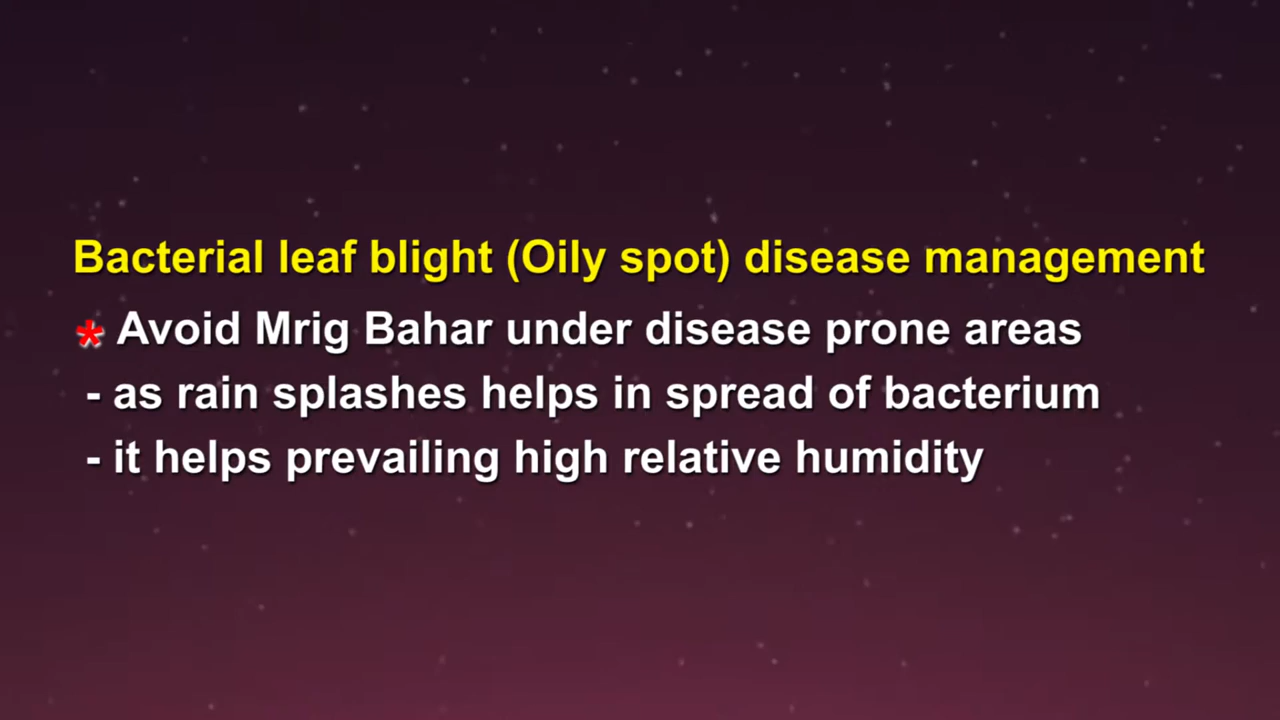 Bacterial leaf blight (Oily spot) disease management
* Avoid Mrig Bahar under disease prone areas
- as rain splashes helps in spread of bacterium
- it helps prevailing high relative humidity